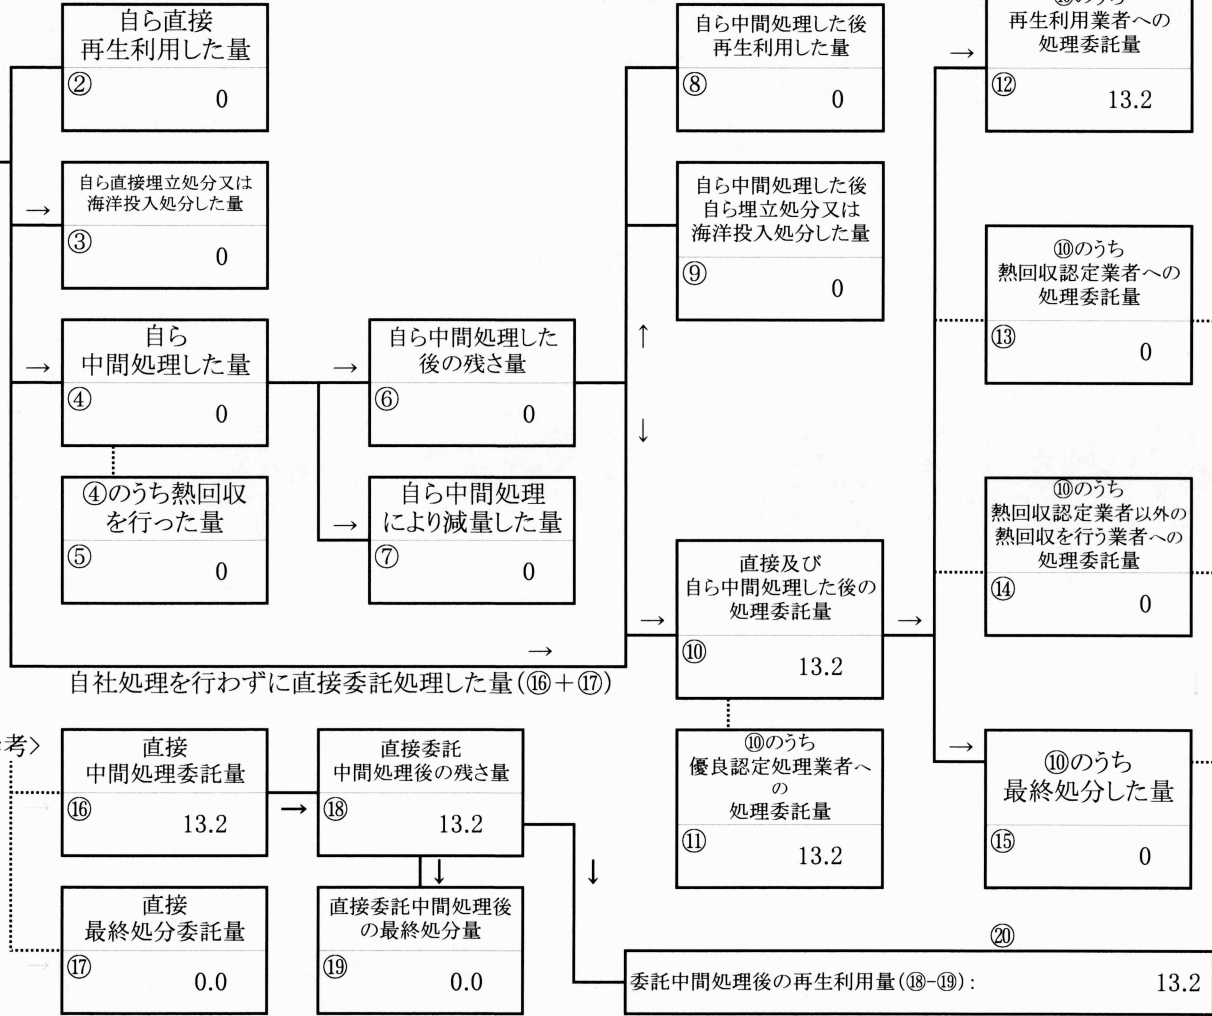 自ら直接
再生利用した量
②
0
自ら直接埋立処分又は
海洋投入処分した量
→
③
0
自ら
中間処理した量
→
④
0
④のうち熱回収
を行った量
⑤
0
自ら中間処理した
後の残さ量
→
⑥
0
自ら中間処理
により減量した量
→
⑦
0
自ら中間処理した後
再生利用した量
⑧
0
自ら中間処理した後
自ら埋立処分又は
海洋投入処分した量
⑨
0
↑
↓
直接及び
自ら中間処理した後の
処理委託量
→
⑩
13.2
→
⑩のうち
優良認定処理業者へ
の
処理委託量
⑪
13.2
再生利用業者への
処理委託量
→
⑫
13.2
⑩のうち
熱回収認定業者への
処理委託量
⑬
0
⑩のうち
熱回収認定業者以外の
熱回収を行う業者への
処理委託量
⑭
0
⑩のうち
最終処分した量
→
⑮
0
→
自社処理を行わずに直接委託処理した量(⑯+⑰)
考>
直接
中間処理委託量
→
⑯
13.2
直接
最終処分委託量
→
⑰
0.0
→
直接委託
中間処理後の残さ量
⑱
13.2
↓
直接委託中間処理後
の最終処分量
⑲
0.0
↓
⑳
委託中間処理後の再生利用量(⑱-⑲): 13.2